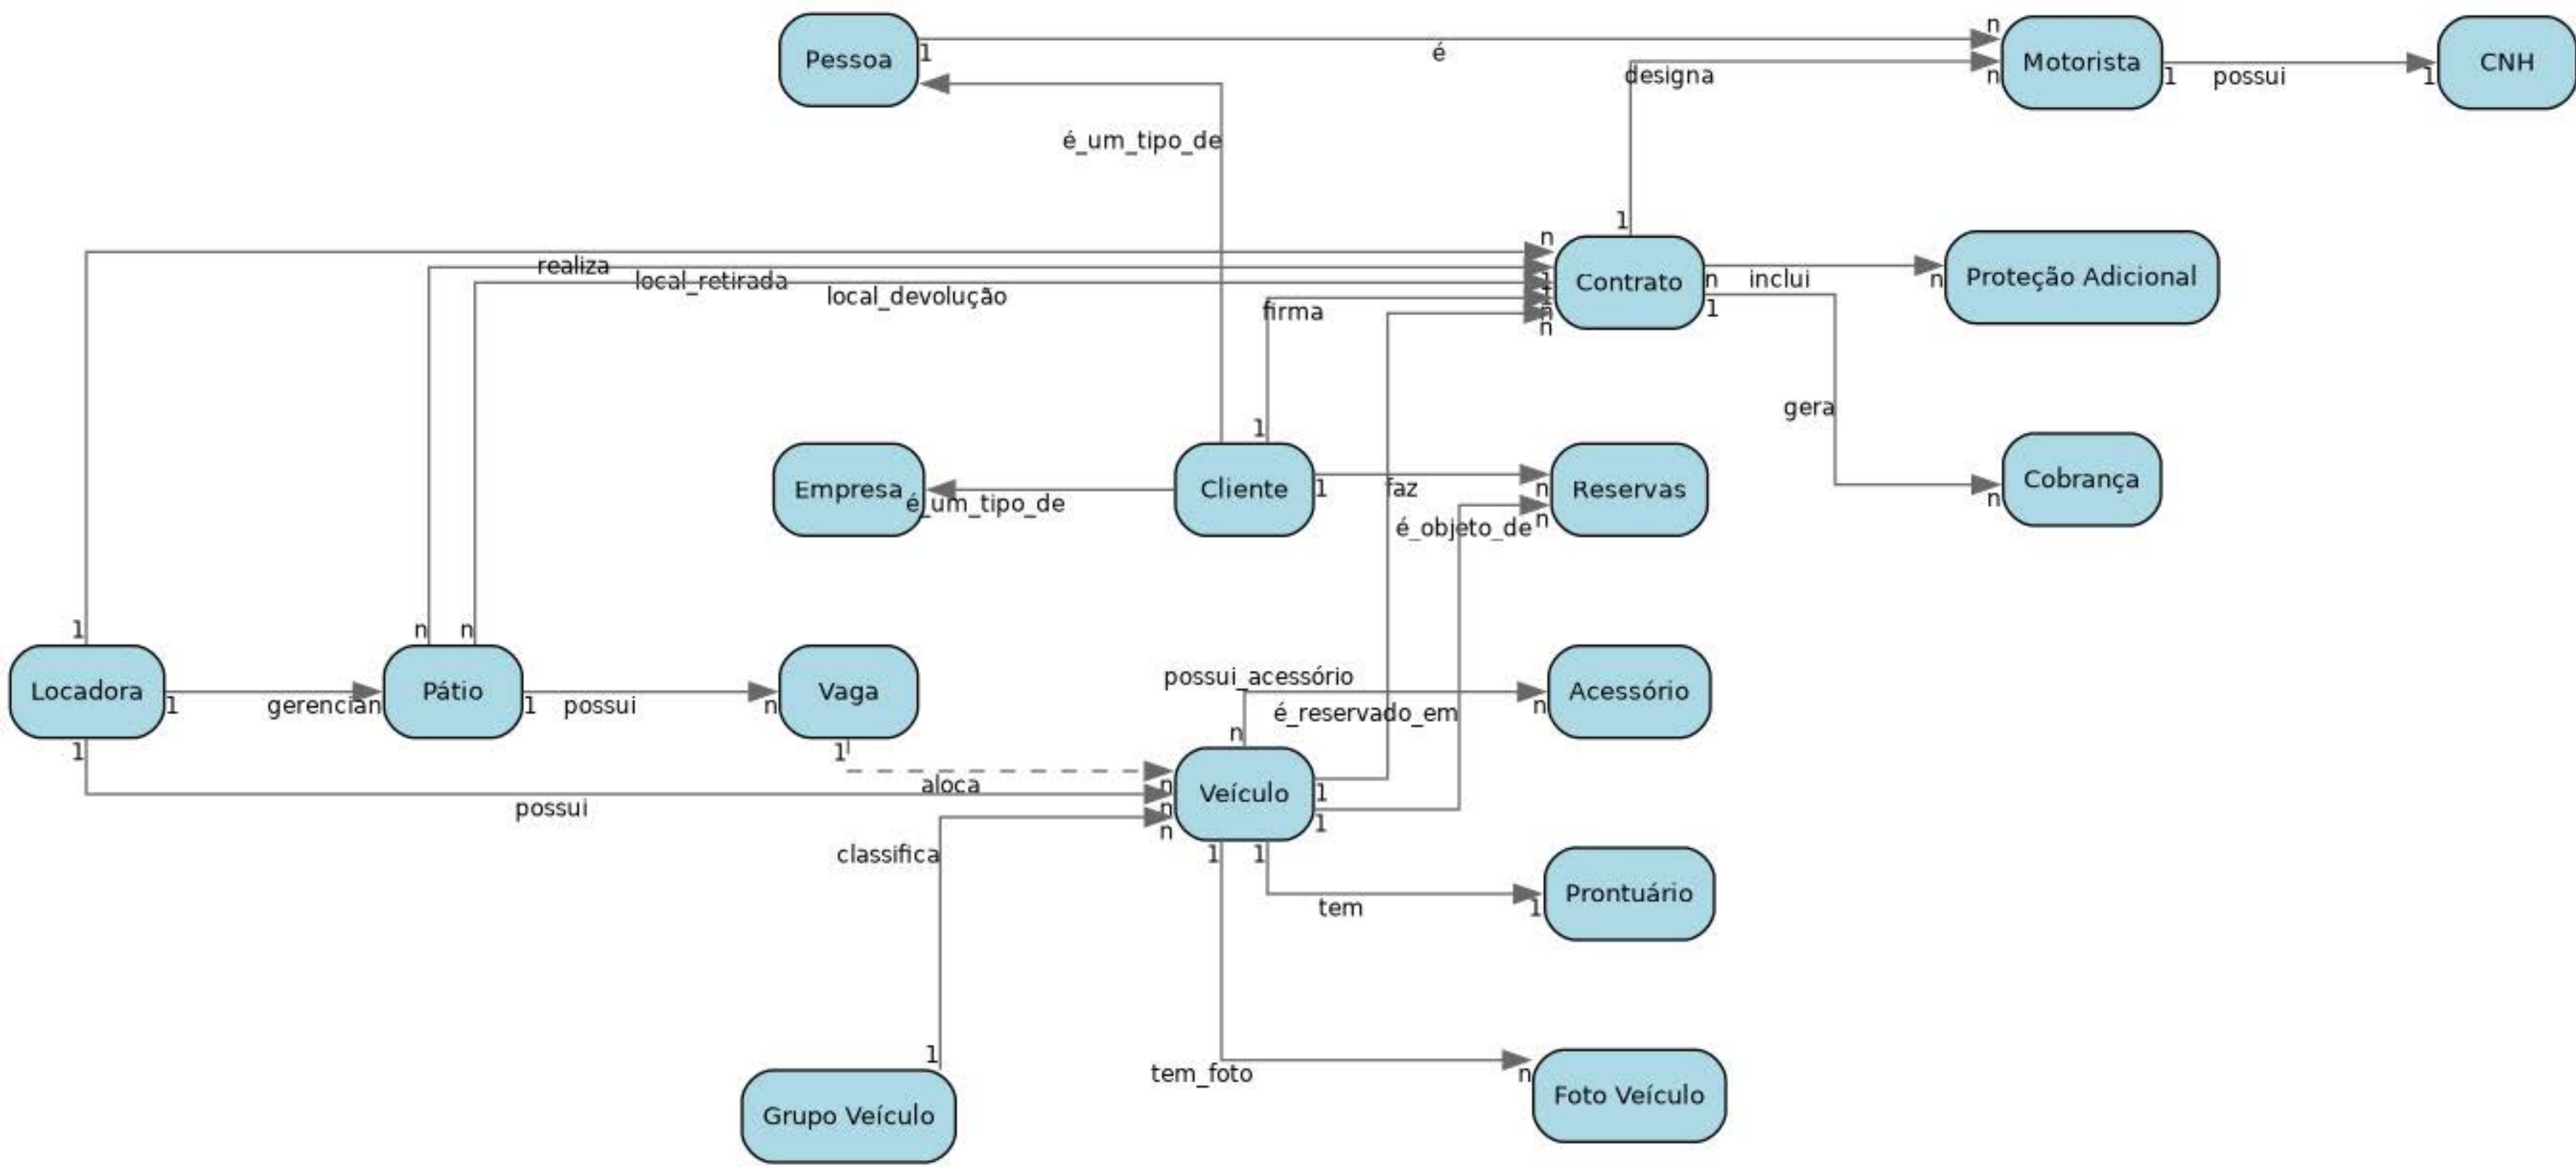 Pessoa
1
é
n
designa
n
Motorista
1
possui
1
CNH
é_um_tipo_de
1
n
realiza
local_retirada
local_devolução
firma
1
n
Contrato
n
inclui
n
Proteção Adicional
1
gera
n
Cobrança
Empresa
é_um_tipo_de
1
Cliente
1
faz
n
Reservas
é_objeto_de
n
1
n
n
Locadora
1
gerencia
n
Pátio
1
possui
n
Vaga
possui_acessório
n
é_reservado_em
n
Acessório
1
1
aloca
n
possui
n
classifica
n
Veículo
1
1
1
1
tem
1
Prontuário
1
Grupo Veículo
tem_foto
n
Foto Veículo